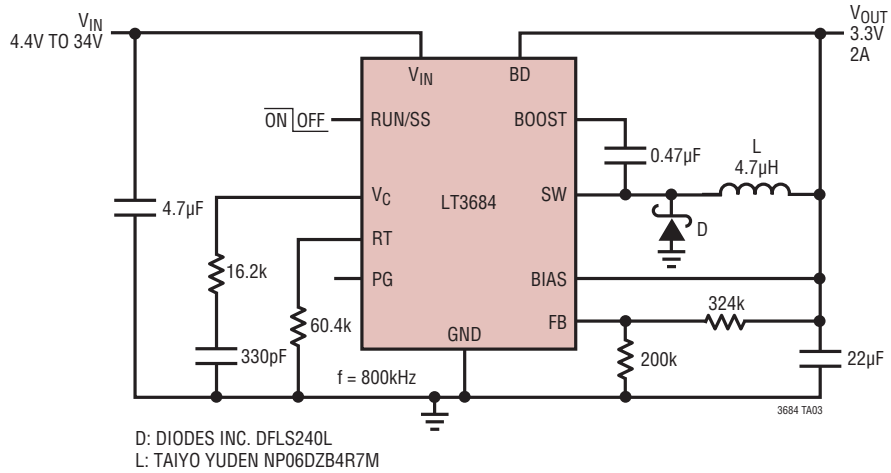 VIN
4.4V TO 34V
VOUT
3.3V
2A
VIN
BD
ON OFF
RUN/SS
BOOST
0.47µF
L
4.7µH
4.7µF
VC
LT3684
SW
D
RT
16.2k
PG
BIAS
324k
60.4k
FB
330pF
GND
200k
22µF
f = 800kHz
3684 TA03
D: DIODES INC. DFLS240L
L: TAIYO YUDEN NP06DZB4R7M